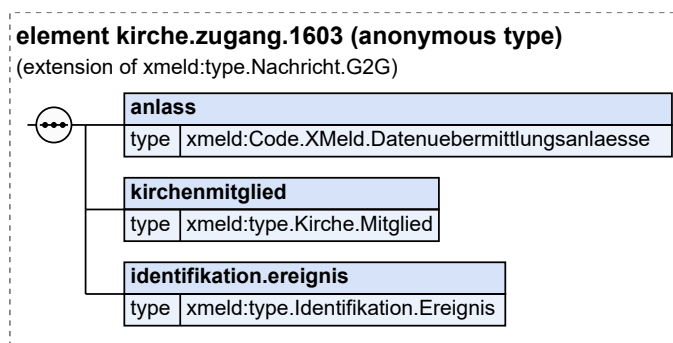 element kirche.zugang.1603 (anonymous type)
(extension of xmeld:type.Nachricht.G2G)
anlass
type xmeld:Code.XMeld.Datenuebermittlungsanlaesse
kirchenmitglied
type xmeld:type.Kirche.Mitglied
identifikation.ereignis
type xmeld:type.Identifikation.Ereignis